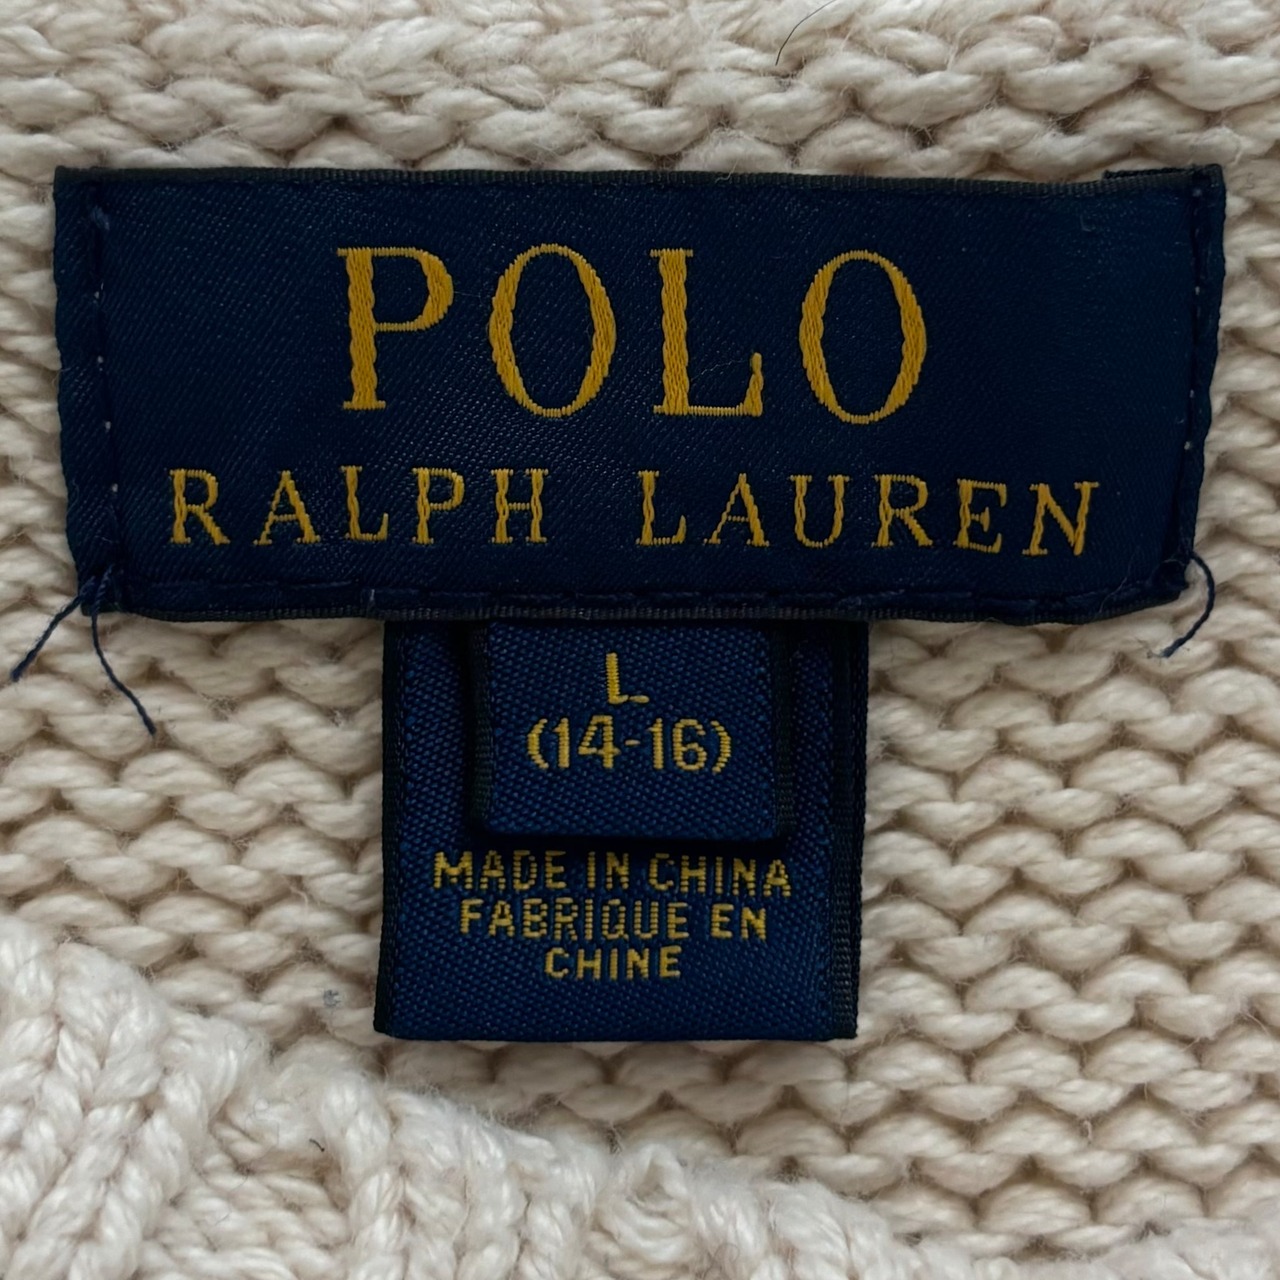 POLO
RALPH LAUREN
L
(14-16)
MADE IN CHINA
FABRIQUE EN
CHINE